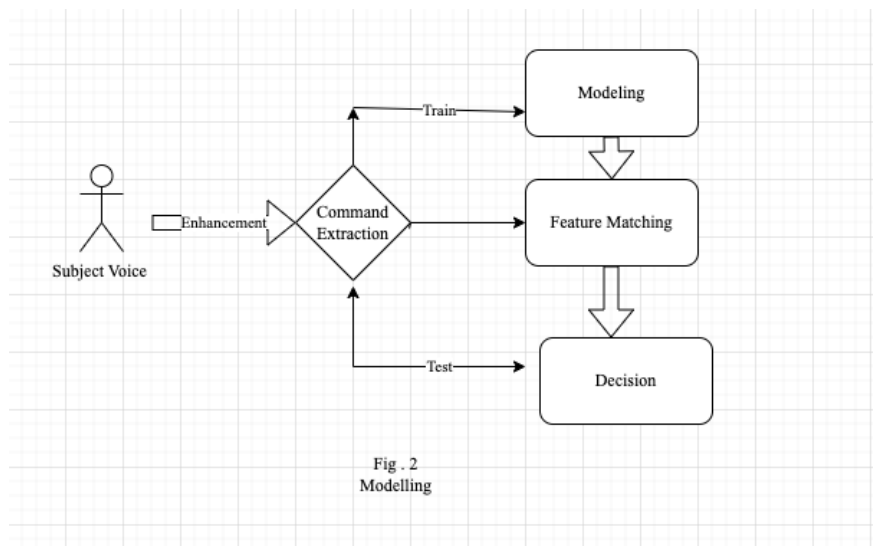 Modeling
Train
Subject Voice
Enhancement
Command
Extraction
Feature Matching
Test
Decision
Fig . 2
Modelling